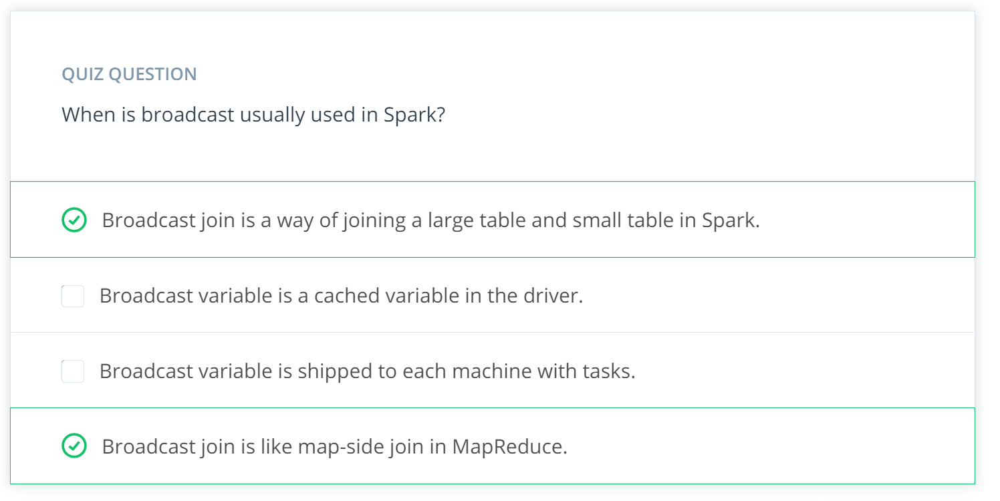 QUIZ QUESTION
When is broadcast usually used in Spark?
Broadcast join is a way of joining a large table and small table in Spark.
Broadcast variable is a cached variable in the driver.
Broadcast variable is shipped to each machine with tasks.
Broadcast join is like map-side join in MapReduce.